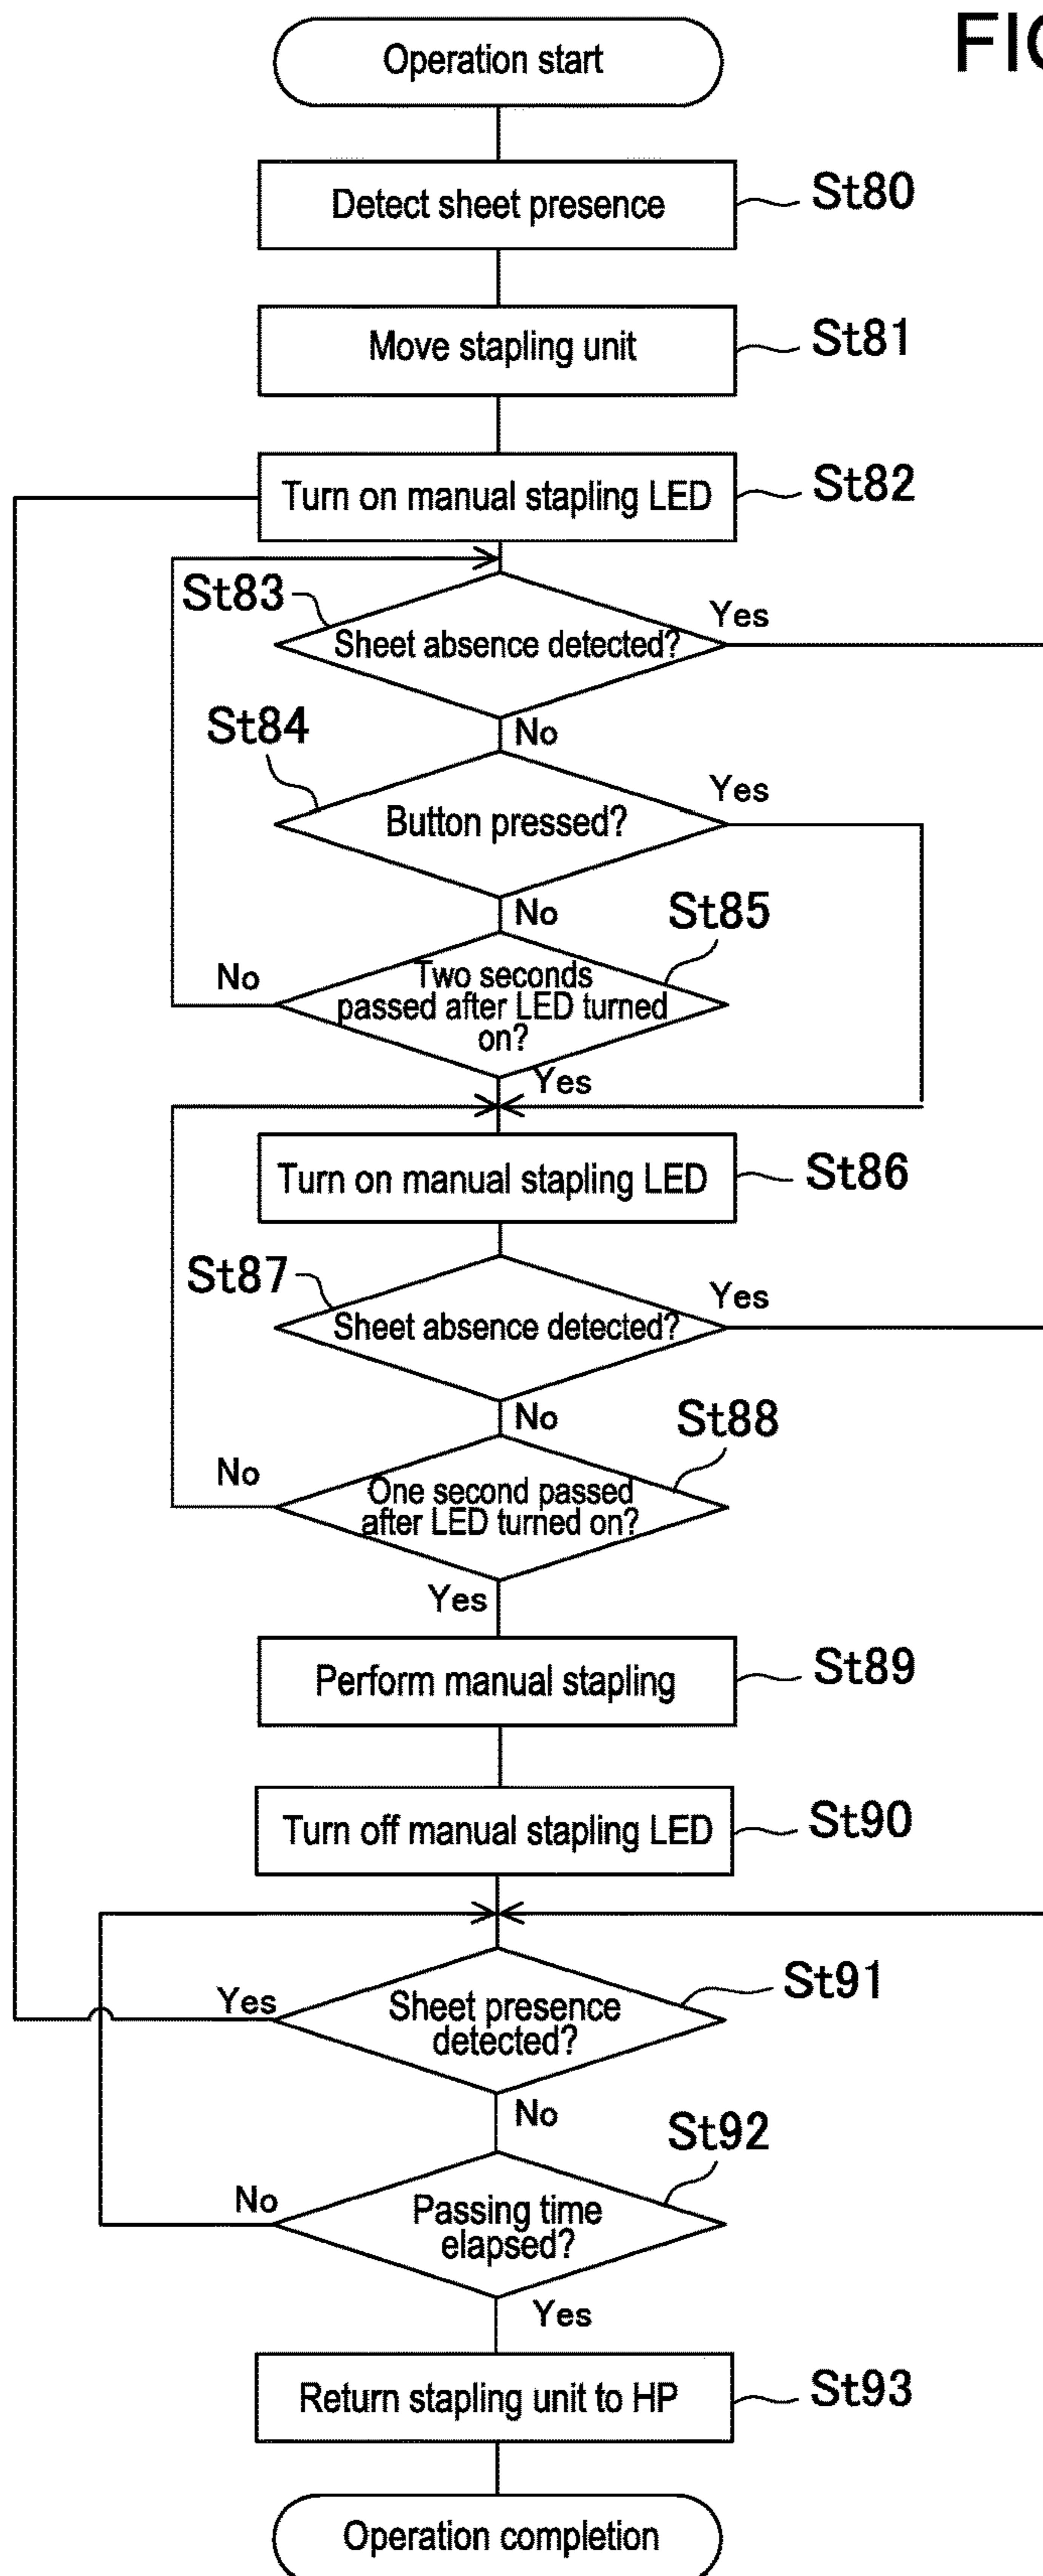 FIG
Operation start
Detect sheet presence
St80
Move stapling unit
St81
Turn on manual stapling LED
St82
St83
Sheet absence detected?
Yes
No
St84
Button pressed?
Yes
No
St85
Two seconds
passed after LED turned
on?
No
Yes
Turn on manual stapling LED
St86
St87
Sheet absence detected?
Yes
No
St88
One second passed
after LED turned on?
No
Yes
Perform manual stapling
St89
Turn off manual stapling LED
St90
St91
Sheet presence
detected?
Yes
No
St92
Passing time
elapsed?
No
Yes
Return stapling unit to HP
St93
Operation completion